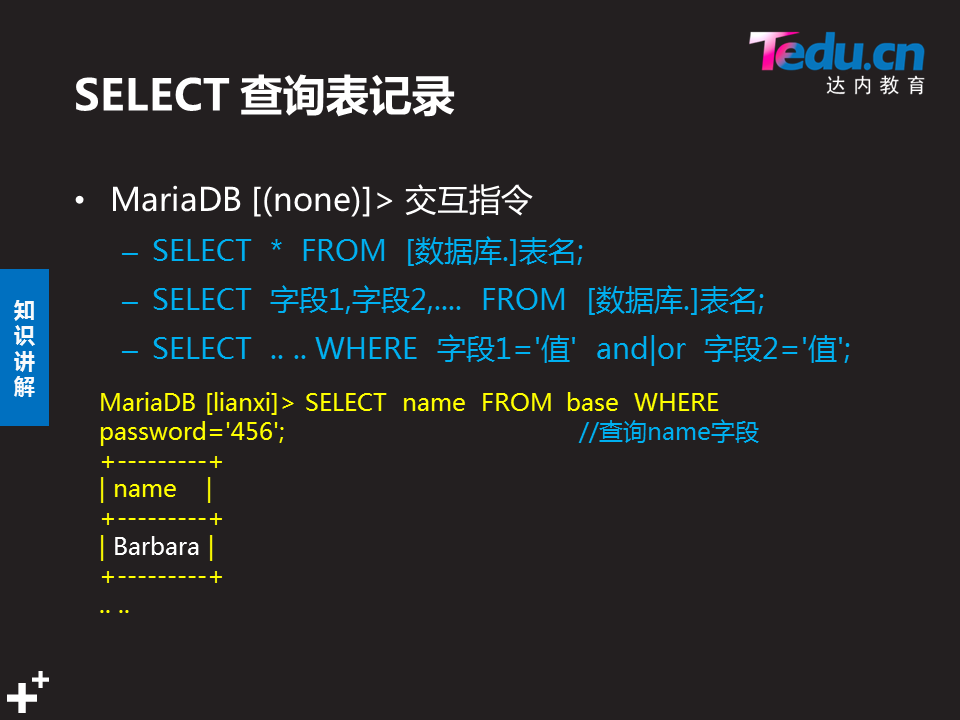 Tedu.cn
达内教育
SELECT 查询表记录
• MariaDB [(none)]> 交互指令
– SELECT * FROM [数据库.]表名;
– SELECT 字段1,字段2,.... FROM [数据库.]表名;
– SELECT .. .. WHERE 字段1='值' and|or 字段2='值';
知识讲解
MariaDB [lianxi]> SELECT name FROM base WHERE
password='456'; //查询name字段
+---------+
| name |
+---------+
| Barbara |
+---------+
.. ..